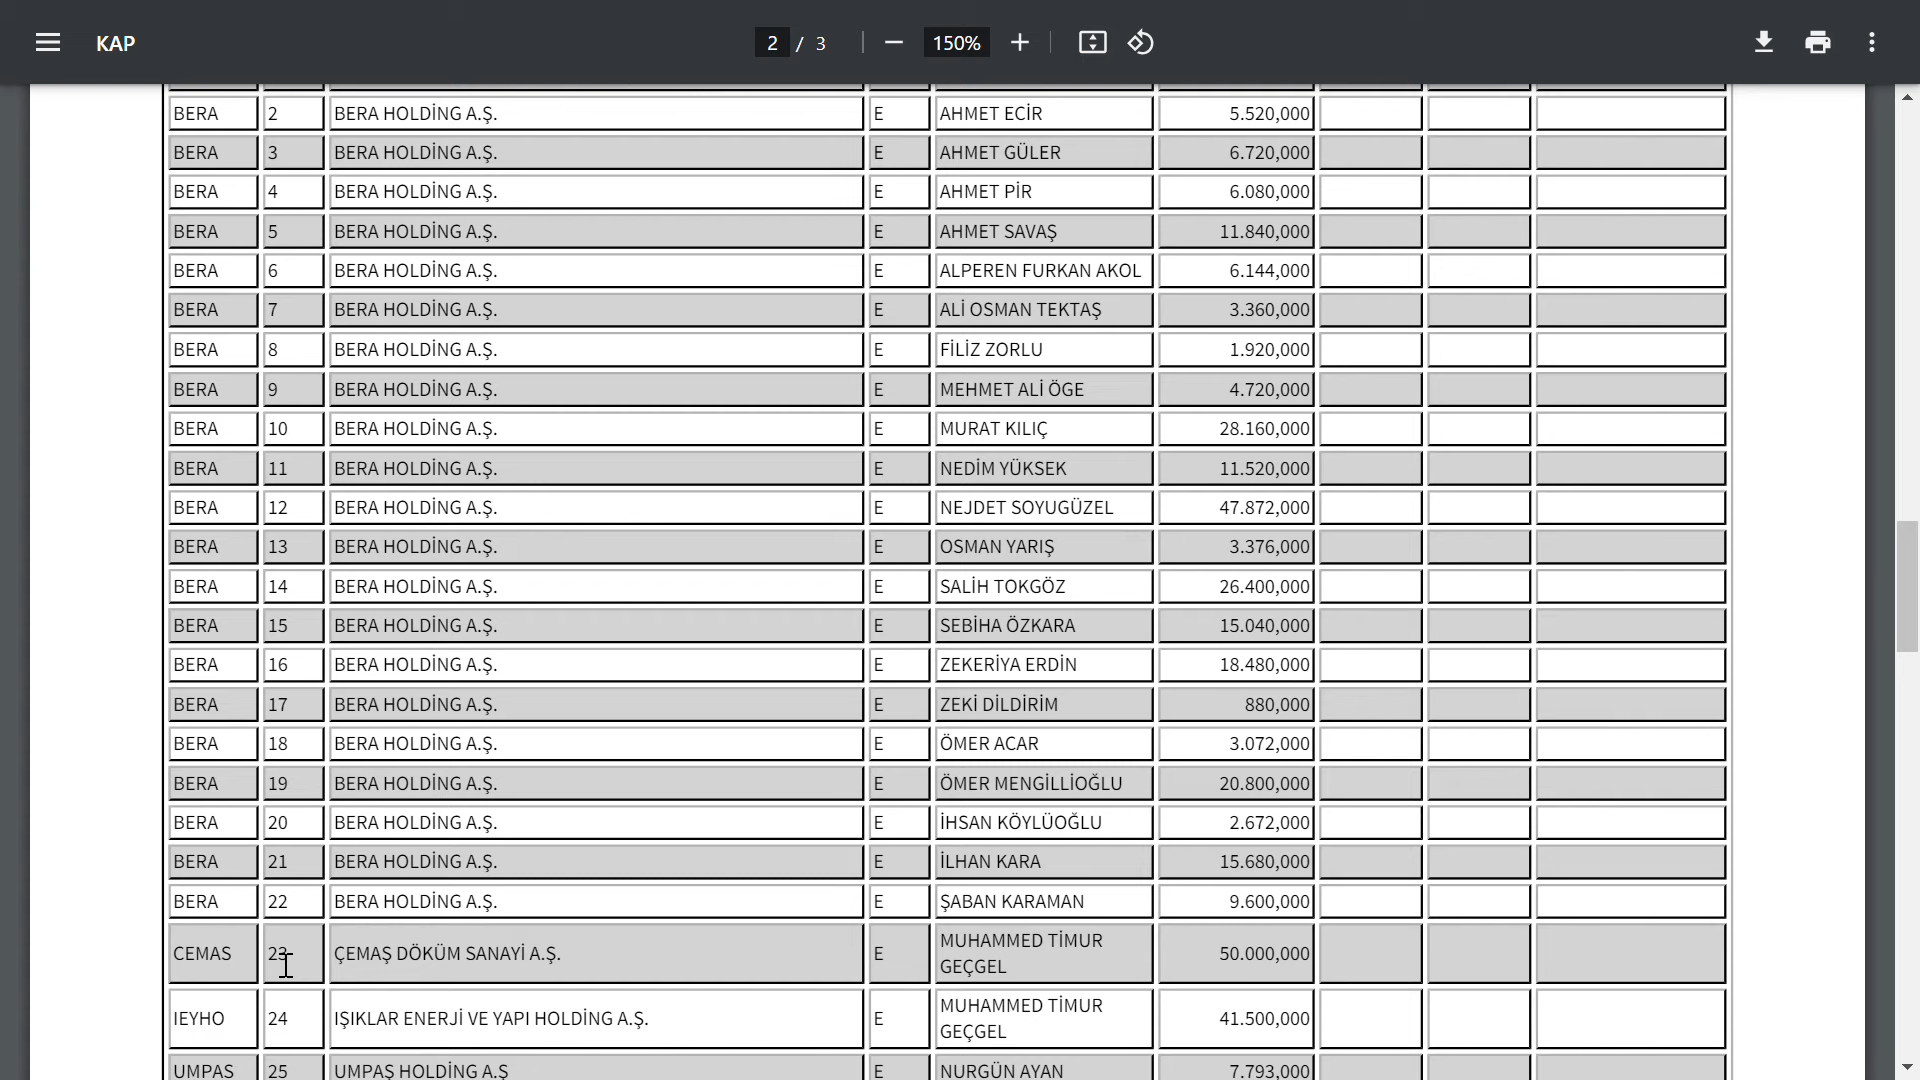 KAP
2 / 3
150%
BERA 2 BERA HOLDİNG A.Ş. E AHMET ECİR 5.520,000
BERA 3 BERA HOLDİNG A.Ş. E AHMET GÜLER 6.720,000
BERA 4 BERA HOLDİNG A.Ş. E AHMET PİR 6.080,000
BERA 5 BERA HOLDİNG A.Ş. E AHMET SAVAŞ 11.840,000
BERA 6 BERA HOLDİNG A.Ş. E ALPEREN FURKAN AKOL 6.144,000
BERA 7 BERA HOLDİNG A.Ş. E ALİ OSMAN TEKTAŞ 3.360,000
BERA 8 BERA HOLDİNG A.Ş. E FİLİZ ZORLU 1.920,000
BERA 9 BERA HOLDİNG A.Ş. E MEHMET ALİ ÖGE 4.720,000
BERA 10 BERA HOLDİNG A.Ş. E MURAT KILIÇ 28.160,000
BERA 11 BERA HOLDİNG A.Ş. E NEDİM YÜKSEK 11.520,000
BERA 12 BERA HOLDİNG A.Ş. E NEJDET SOYUGÜZEL 47.872,000
BERA 13 BERA HOLDİNG A.Ş. E OSMAN YARIŞ 3.376,000
BERA 14 BERA HOLDİNG A.Ş. E SALİH TOKGÖZ 26.400,000
BERA 15 BERA HOLDİNG A.Ş. E SEBİHA ÖZKARA 15.040,000
BERA 16 BERA HOLDİNG A.Ş. E ZEKERİYA ERDİN 18.480,000
BERA 17 BERA HOLDİNG A.Ş. E ZEKİ DİLDİRİM 880,000
BERA 18 BERA HOLDİNG A.Ş. E ÖMER ACAR 3.072,000
BERA 19 BERA HOLDİNG A.Ş. E ÖMER MENGİLLİOĞLU 20.800,000
BERA 20 BERA HOLDİNG A.Ş. E İHSAN KÖYLÜOĞLU 2.672,000
BERA 21 BERA HOLDİNG A.Ş. E İLHAN KARA 15.680,000
BERA 22 BERA HOLDİNG A.Ş. E ŞABAN KARAMAN 9.600,000
CEMAS 23 ÇEMAŞ DÖKÜM SANAYİ A.Ş. E MUHAMMED TİMUR
GEÇGEL 50.000,000
IEYHO 24 IŞIKLAR ENERJİ VE YAPI HOLDİNG A.Ş. E MUHAMMED TİMUR
GEÇGEL 41.500,000
UMPAS 25 UMPAŞ HOLDİNG A.Ş E NURGÜN AYAN 7.793,000